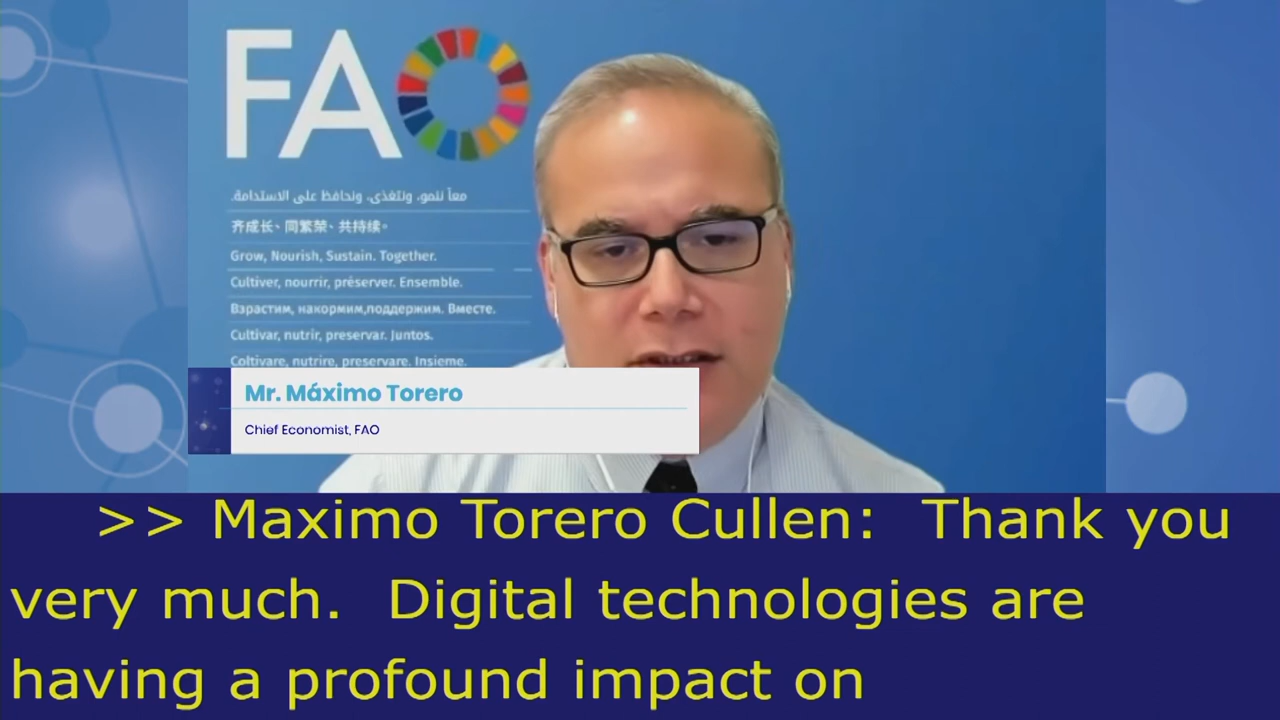 FAO
معاً ننمو، ونتغذى، ونحافظ على الاستدامة.
齐成长、同繁荣、共持续。
Grow, Nourish, Sustain. Together.
Cultiver, nourrir, préserver. Ensemble.
Взрастим, накормим,поддержим. Вместе.
Cultivar, nutrir, preservar. Juntos.
Coltivare, nutrire, preservare. Insieme.
Mr. Máximo Torero
Chief Economist, FAO
>> Maximo Torero Cullen:  Thank you
very much.  Digital technologies are
having a profound impact on